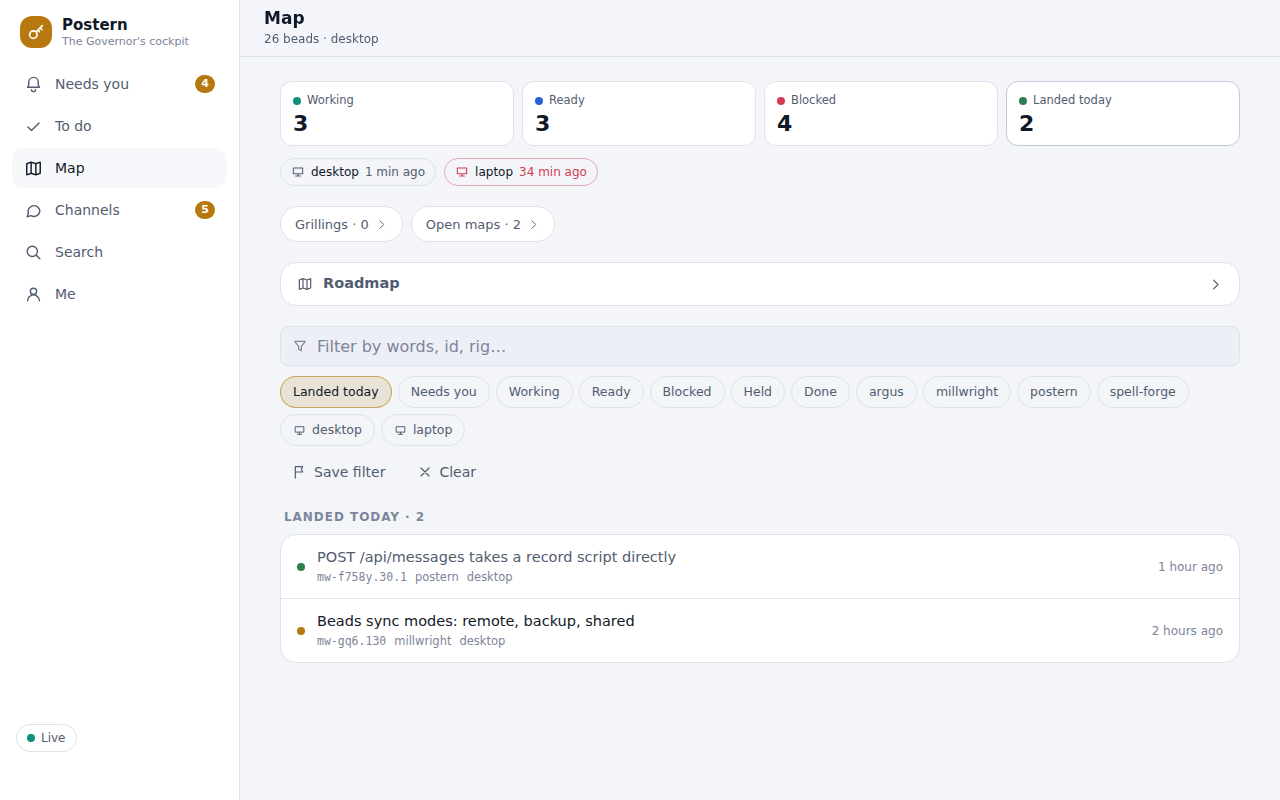 Postern
The Governor's cockpit
Needs you 4
To do
Map
Channels 5
Search
Me
Live
Map
26 beads · desktop
Working
3
Ready
3
Blocked
4
Landed today
2
desktop 1 min ago
laptop 34 min ago
Grillings · 0
Open maps · 2
Roadmap
Filter by words, id, rig…
Landed today Needs you Working Ready Blocked Held Done argus millwright postern spell-forge
desktop laptop
Save filter Clear
LANDED TODAY · 2
POST /api/messages takes a record script directly
mw-f758y.30.1 postern desktop
1 hour ago
Beads sync modes: remote, backup, shared
mw-gq6.130 millwright desktop
2 hours ago